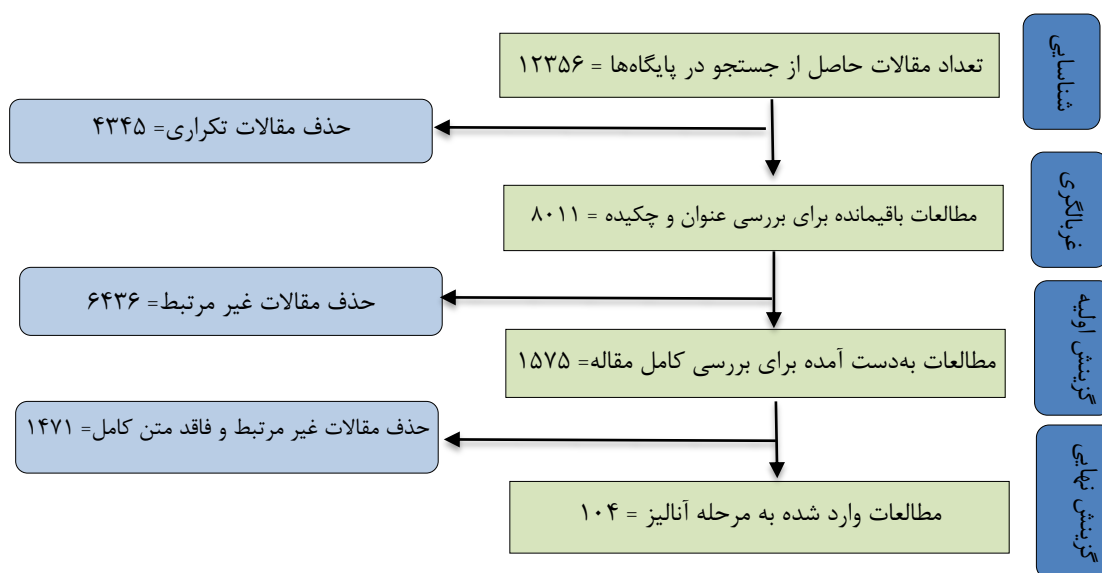 شناسایی
تعداد مقالات حاصل از جستجو در پایگاه‌ها = ۱۲۳۵۶
حذف مقالات تکراری= ۴۳۴۵
غربالگری
مطالعات باقیمانده برای بررسی عنوان و چکیده = ۸۰۱۱
حذف مقالات غیر مرتبط= ۶۴۳۶
گزینش اولیه
مطالعات به‌دست آمده برای بررسی کامل مقاله= ۱۵۷۵
حذف مقالات غیر مرتبط و فاقد متن کامل= ۱۴۷۱
گزینش نهایی
مطالعات وارد شده به مرحله آنالیز = ۱۰۴